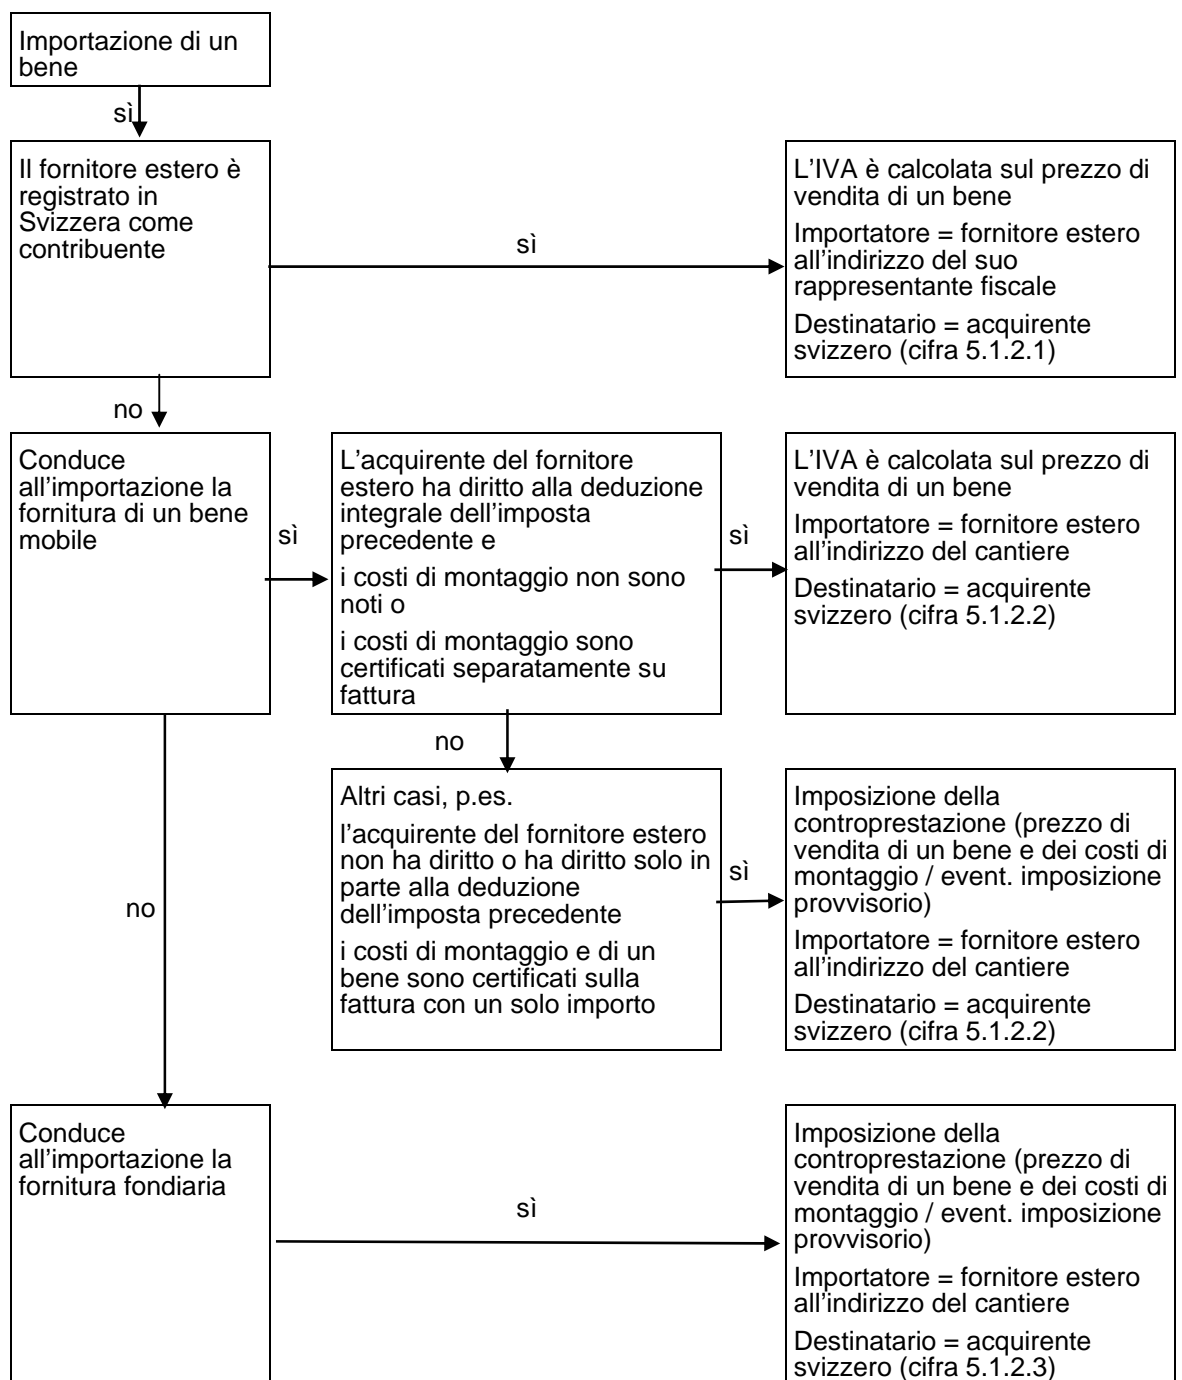 Importazione di un
bene
sì
Il fornitore estero è
registrato in
Svizzera come
contribuente
sì
L'IVA è calcolata sul prezzo di
vendita di un bene
Importatore = fornitore estero
all'indirizzo del suo
rappresentante fiscale
Destinatario = acquirente
svizzero (cifra 5.1.2.1)
no
Conduce
all'importazione la
fornitura di un bene
mobile
sì
L'acquirente del fornitore
estero ha diritto alla deduzione
integrale dell'imposta
precedente e
i costi di montaggio non sono
noti o
i costi di montaggio sono
certificati separatamente su
fattura
sì
L'IVA è calcolata sul prezzo di
vendita di un bene
Importatore = fornitore estero
all'indirizzo del cantiere
Destinatario = acquirente
svizzero (cifra 5.1.2.2)
no
Altri casi, p.es.
l'acquirente del fornitore estero
non ha diritto o ha diritto solo in
parte alla deduzione
dell'imposta precedente
i costi di montaggio e di un
bene sono certificati sulla
fattura con un solo importo
sì
Imposizione della
controprestazione (prezzo di
vendita di un bene e dei costi di
montaggio / event. imposizione
provvisorio)
Importatore = fornitore estero
all'indirizzo del cantiere
Destinatario = acquirente
svizzero (cifra 5.1.2.2)
no
Conduce
all'importazione la
fornitura fondiaria
sì
Imposizione della
controprestazione (prezzo di
vendita di un bene e dei costi di
montaggio / event. imposizione
provvisorio)
Importatore = fornitore estero
all'indirizzo del cantiere
Destinatario = acquirente
svizzero (cifra 5.1.2.3)